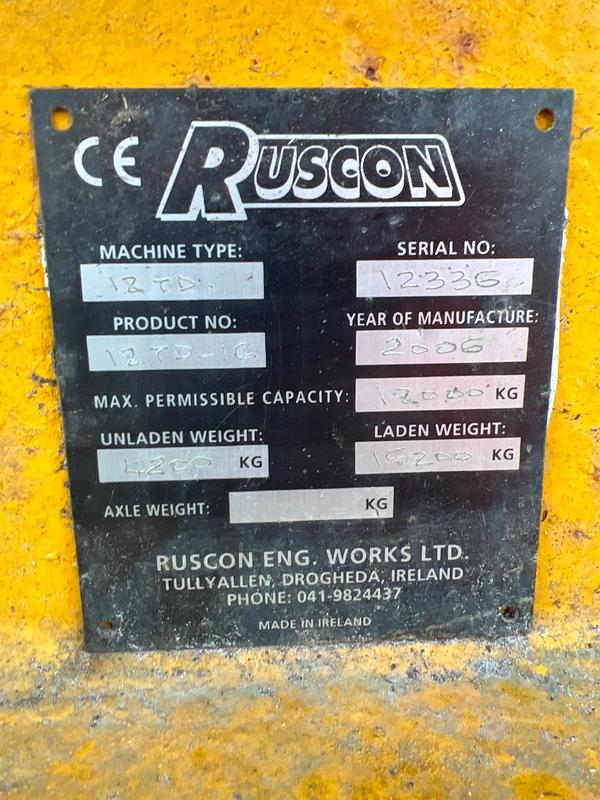 CE RUSCON
MACHINE TYPE: SERIAL NO:
12TD. 12336
PRODUCT NO: YEAR OF MANUFACTURE:
12TD-16 2006
MAX. PERMISSIBLE CAPACITY: 12000 KG
UNLADEN WEIGHT: LADEN WEIGHT:
4200 KG 16200 KG
AXLE WEIGHT: KG
RUSCON ENG. WORKS LTD.
TULLYALLEN, DROGHEDA, IRELAND
PHONE: 041-9824437
MADE IN IRELAND